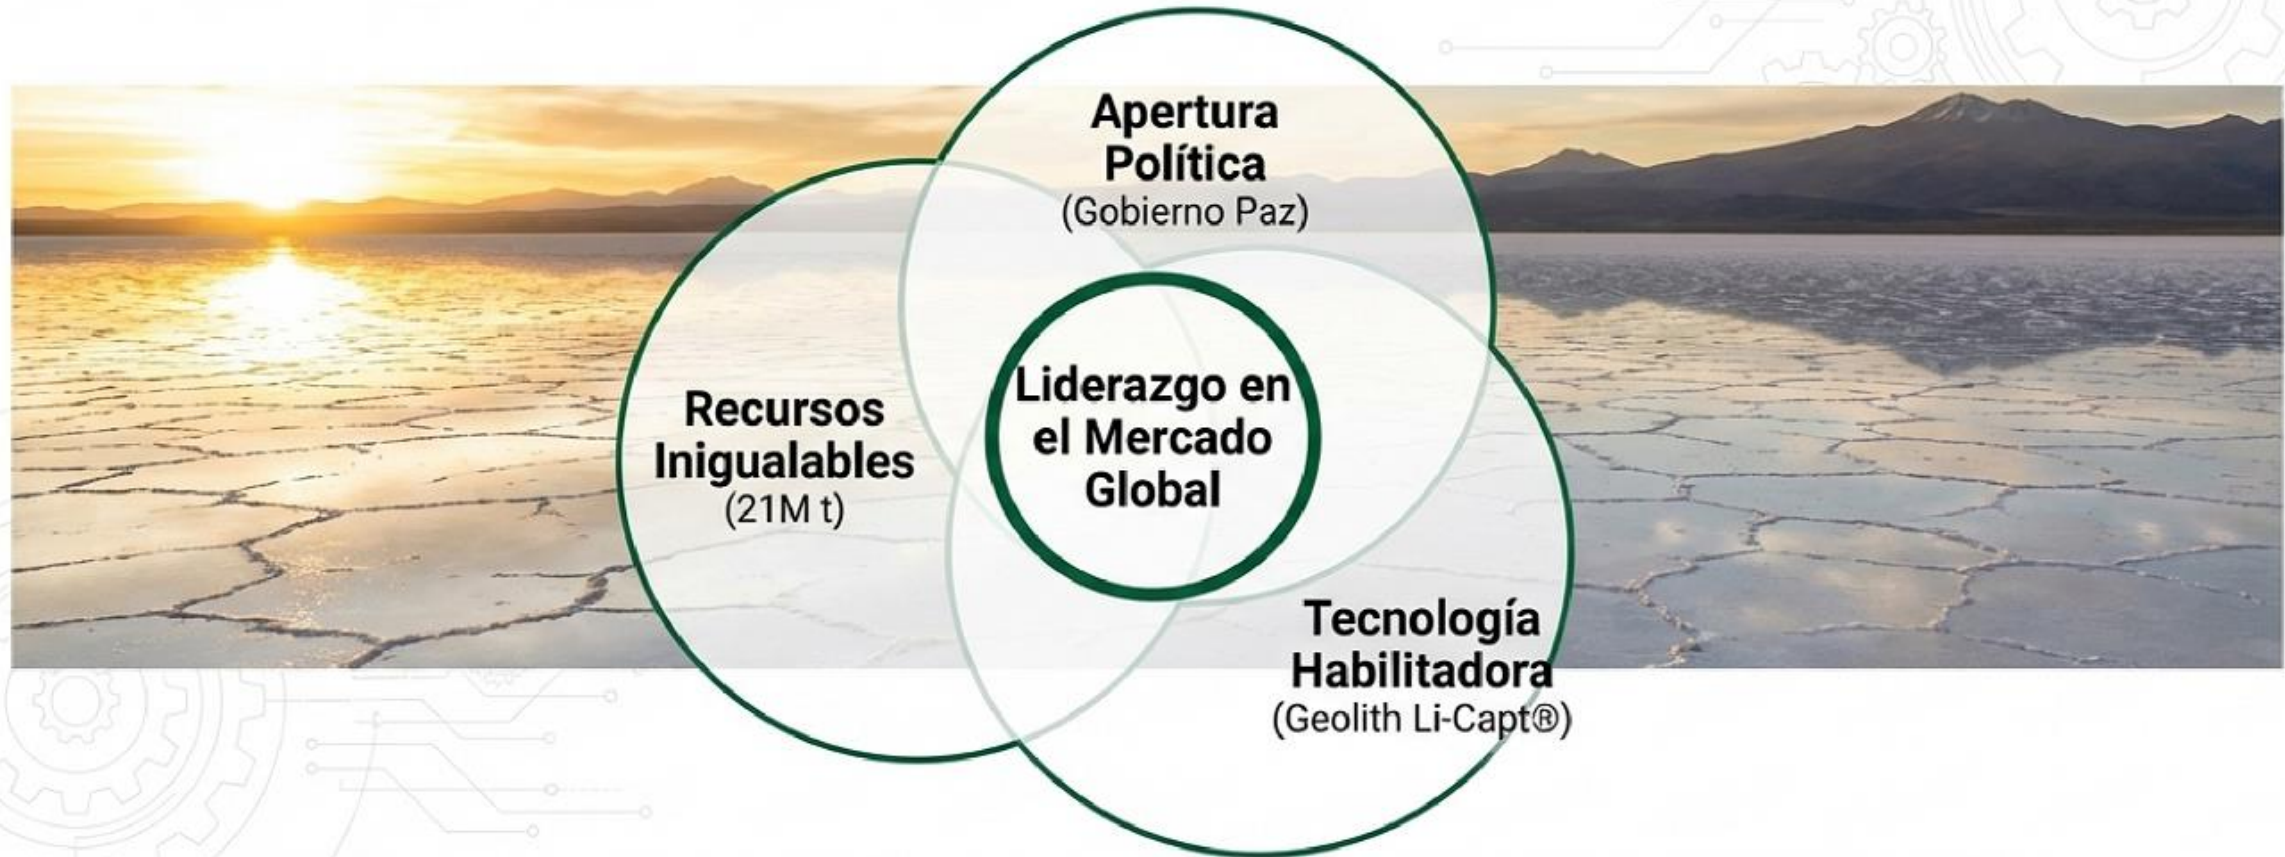 Apertura
Política
(Gobierno Paz)
Recursos
Inigualables
(21M t)
Liderazgo en
el Mercado
Global
Tecnología
Habilitadora
(Geolith Li-Capt®)